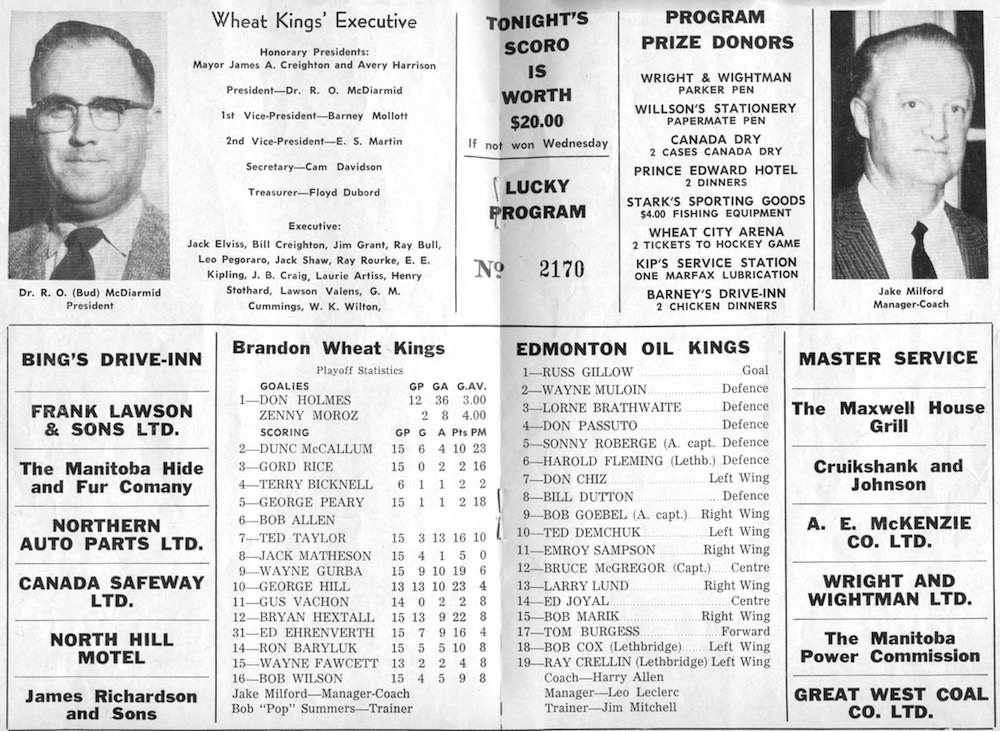 Wheat Kings' Executive
Honorary Presidents:
Mayor James A. Creighton and Avery Harrison
President—Dr. R. O. McDiarmid
1st Vice-President—Barney Mollott
2nd Vice-President—E. S. Martin
Secretary—Cam Davidson
Treasurer—Floyd Dubord
Executive:
Jack Elviss, Bill Creighton, Jim Grant, Ray Bull,
Leo Pegoraro, Jack Shaw, Ray Rourke, E. E.
Kipling, J. B. Craig, Laurie Artiss, Henry
Stothard, Lawson Valens, G. M.
Cummings, W. K. Wilton,
Dr. R. O. (Bud) McDiarmid
President
TONIGHT'S
SCORO
IS
WORTH
$20.00
If not won Wednesday
LUCKY
PROGRAM
No 2170
PROGRAM
PRIZE DONORS
WRIGHT & WIGHTMAN
PARKER PEN
WILLSON'S STATIONERY
PAPERMATE PEN
CANADA DRY
2 CASES CANADA DRY
PRINCE EDWARD HOTEL
2 DINNERS
STARK'S SPORTING GOODS
$4.00 FISHING EQUIPMENT
WHEAT CITY ARENA
2 TICKETS TO HOCKEY GAME
KIP'S SERVICE STATION
ONE MARFAX LUBRICATION
BARNEY'S DRIVE-INN
2 CHICKEN DINNERS
Jake Milford
Manager-Coach
BING'S DRIVE-INN
FRANK LAWSON
& SONS LTD.
The Manitoba Hide
and Fur Comany
NORTHERN
AUTO PARTS LTD.
CANADA SAFEWAY
LTD.
NORTH HILL
MOTEL
James Richardson
and Sons
Brandon Wheat Kings
Playoff Statistics
GOALIES GP GA G.AV.
1—DON HOLMES 12 36 3.00
ZENNY MOROZ 2 8 4.00
SCORING GP G A Pts PM
2—DUNC McCALLUM 15 6 4 10 23
3—GORD RICE 15 0 2 2 16
4—TERRY BICKNELL 6 1 1 2 2
5—GEORGE PEARY 15 1 1 2 18
6—BOB ALLEN
7—TED TAYLOR 15 3 13 16 10
8—JACK MATHESON 15 4 1 5 0
9—WAYNE GURBA 15 9 10 19 6
10—GEORGE HILL 13 13 10 23 4
11—GUS VACHON 14 0 2 2 8
12—BRYAN HEXTALL 15 13 9 22 8
31—ED EHRENVERTH 15 7 9 16 4
14—RON BARYLUK 15 5 5 10 8
15—WAYNE FAWCETT 13 2 2 4 8
16—BOB WILSON 15 4 5 9 8
Jake Milford—Manager-Coach
Bob "Pop" Summers—Trainer
EDMONTON OIL KINGS
1—RUSS GILLOW Goal
2—WAYNE MULOIN Defence
3—LORNE BRATHWAITE Defence
4—DON PASSUTO Defence
5—SONNY ROBERGE (A. capt. Defence
6—HAROLD FLEMING (Lethb.) Defence
7—DON CHIZ Left Wing
8—BILL DUTTON Defence
9—BOB GOEBEL (A. capt.) Right Wing
10—TED DEMCHUK Left Wing
11—EMROY SAMPSON Right Wing
12—BRUCE McGREGOR (Capt.) Centre
13—LARRY LUND Right Wing
14—ED JOYAL Centre
15—BOB MARIK Right Wing
17—TOM BURGESS Forward
18—BOB COX (Lethbridge) Left Wing
19—RAY CRELLIN (Lethbridge) Left Wing
Coach—Harry Allen
Manager—Leo Leclerc
Trainer—Jim Mitchell
MASTER SERVICE
The Maxwell House
Grill
Cruikshank and
Johnson
A. E. McKENZIE
CO. LTD.
WRIGHT AND
WIGHTMAN LTD.
The Manitoba
Power Commission
GREAT WEST COAL
CO. LTD.